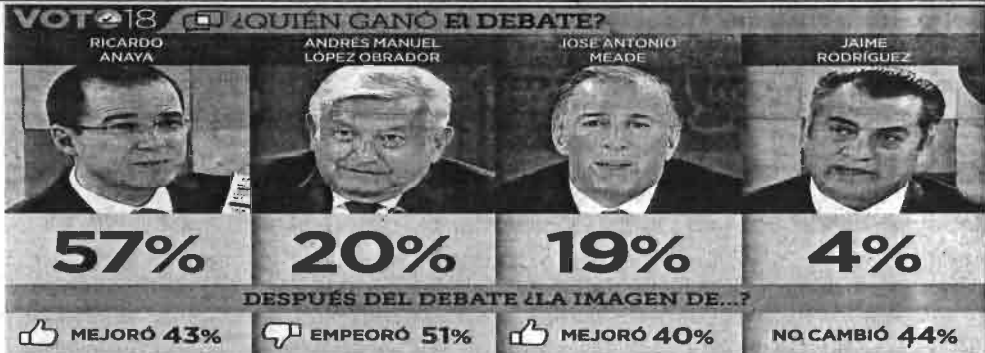 VOTO18 ¿QUIÉN GANÓ El DEBATE?
RICARDO
ANAYA
ANDRÉS MANUEL
LÓPEZ OBRADOR
JOSÉ ANTONIO
MEADE
JAIME
RODRÍGUEZ
57% 20% 19% 4%
DESPUÉS DEL DEBATE ¿LA IMAGEN DE...?
MEJORÓ 43% EMPEORÓ 51% MEJORÓ 40% NO CAMBIÓ 44%